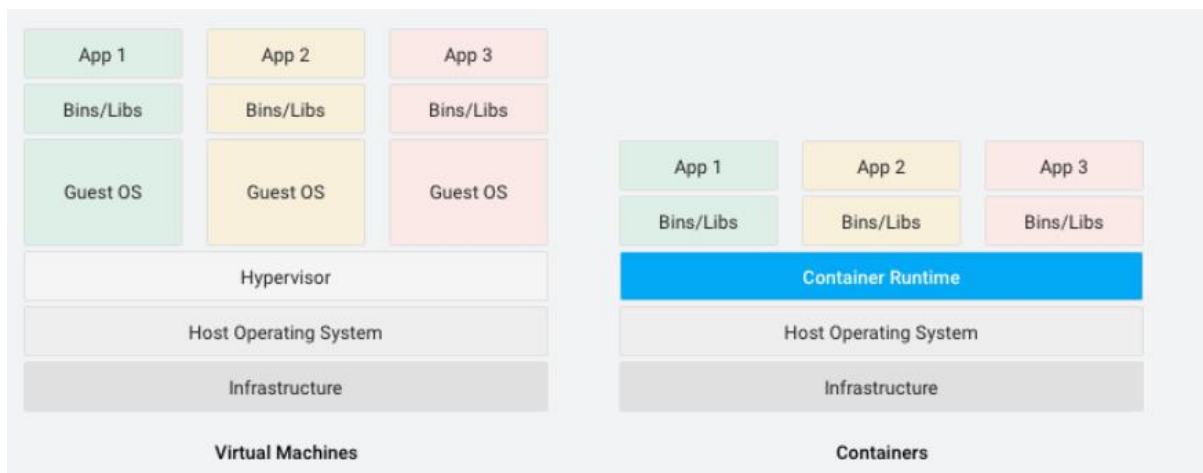 App 1
App 2
App 3
Bins/Libs
Bins/Libs
Bins/Libs
Guest OS
Guest OS
Guest OS
Hypervisor
Host Operating System
Infrastructure
Virtual Machines
App 1
App 2
App 3
Bins/Libs
Bins/Libs
Bins/Libs
Container Runtime
Host Operating System
Infrastructure
Containers